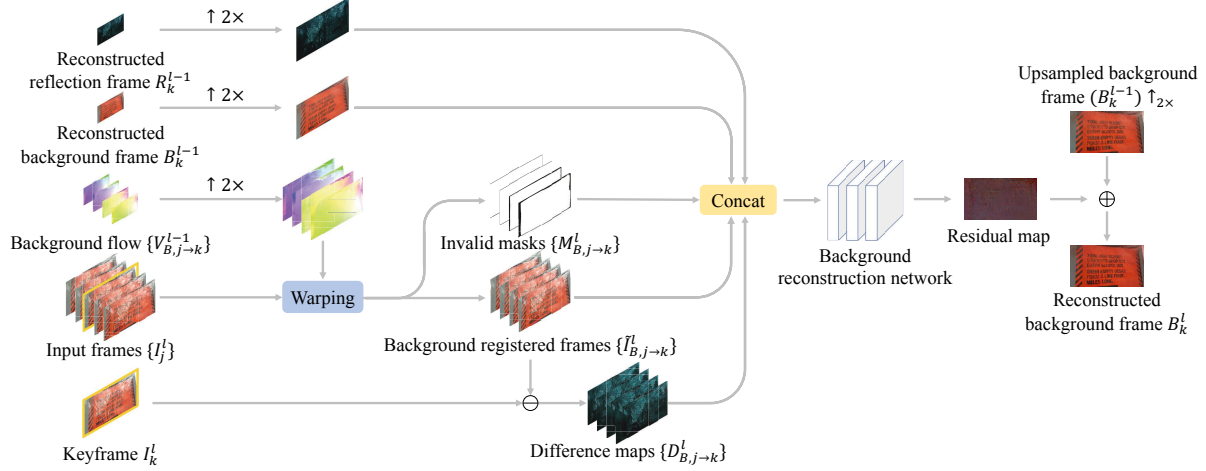 ↑ 2×
Reconstructed
reflection frame $R_k^{l-1}$
↑ 2×
Reconstructed
background frame $B_k^{l-1}$
↑ 2×
Background flow $\{V_{B,j→k}^{l-1}\}$
Input frames $\{I_j^l\}$
Keyframe $I_k^l$
Warping
Invalid masks $\{M_{B,j→k}^l\}$
Background registered frames $\{\tilde{I}_{B,j→k}^l\}$
Difference maps $\{D_{B,j→k}^l\}$
Concat
Background
reconstruction network
Residual map
Upsampled background
frame $(B_k^{l-1}) ↑_{2×}$
Reconstructed
background frame $B_k^l$